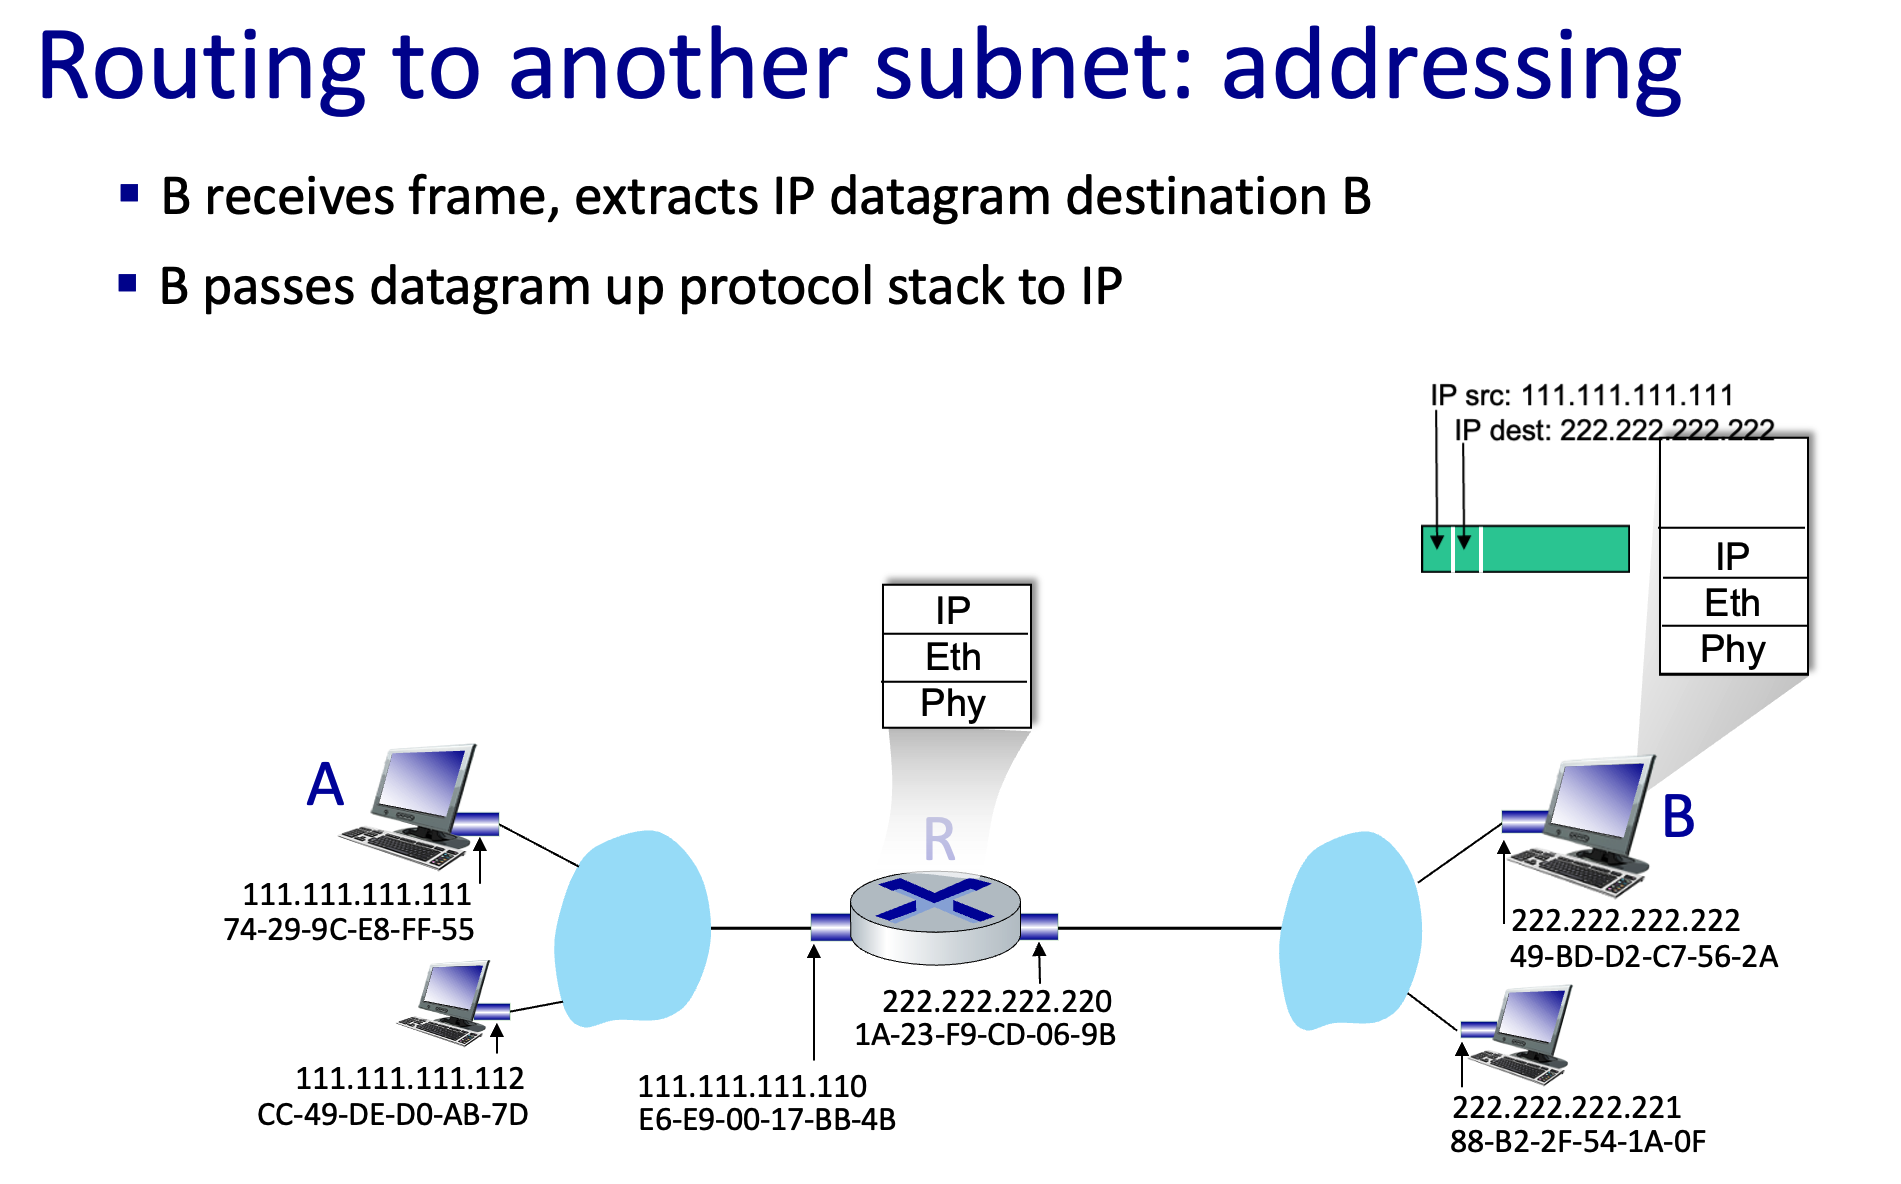 Routing to another subnet: addressing
▪ B receives frame, extracts IP datagram destination B
▪ B passes datagram up protocol stack to IP
IP src: 111.111.111.111
IP dest: 222.222.222.222
IP
Eth
Phy
IP
Eth
Phy
A
R
B
111.111.111.111
74-29-9C-E8-FF-55
222.222.222.222
49-BD-D2-C7-56-2A
222.222.222.220
1A-23-F9-CD-06-9B
111.111.111.112
CC-49-DE-D0-AB-7D
111.111.111.110
E6-E9-00-17-BB-4B
222.222.222.221
88-B2-2F-54-1A-0F